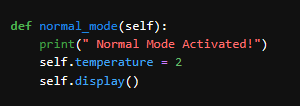 def normal_mode(self):
    print(" Normal Mode Activated!")
    self.temperature = 2
    self.display()